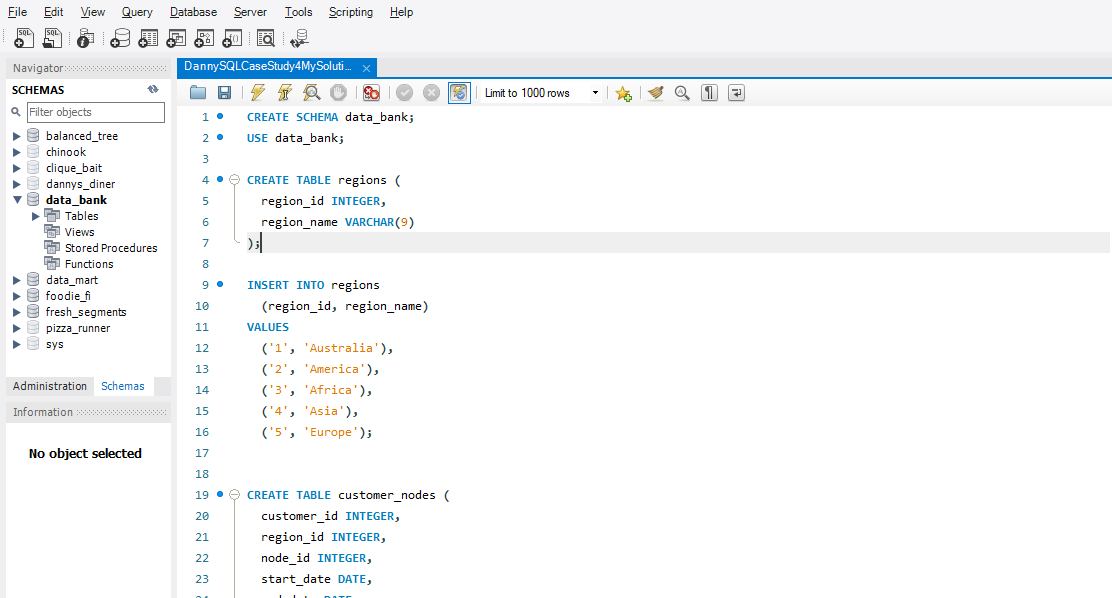 File Edit View Query Database Server Tools Scripting Help
Navigator
SCHEMAS
Filter objects
balanced_tree
chinook
clique_bait
dannys_diner
data_bank
Tables
Views
Stored Procedures
Functions
data_mart
foodie_fi
fresh_segments
pizza_runner
sys
Administration Schemas
Information
No object selected
DannySQLCaseStudy4MySoluti...
Limit to 1000 rows
1 CREATE SCHEMA data_bank;
2 USE data_bank;
3
4 CREATE TABLE regions (
5 region_id INTEGER,
6 region_name VARCHAR(9)
7 );
8
9 INSERT INTO regions
10 (region_id, region_name)
11 VALUES
12 ('1', 'Australia'),
13 ('2', 'America'),
14 ('3', 'Africa'),
15 ('4', 'Asia'),
16 ('5', 'Europe');
17
18
19 CREATE TABLE customer_nodes (
20 customer_id INTEGER,
21 region_id INTEGER,
22 node_id INTEGER,
23 start_date DATE,